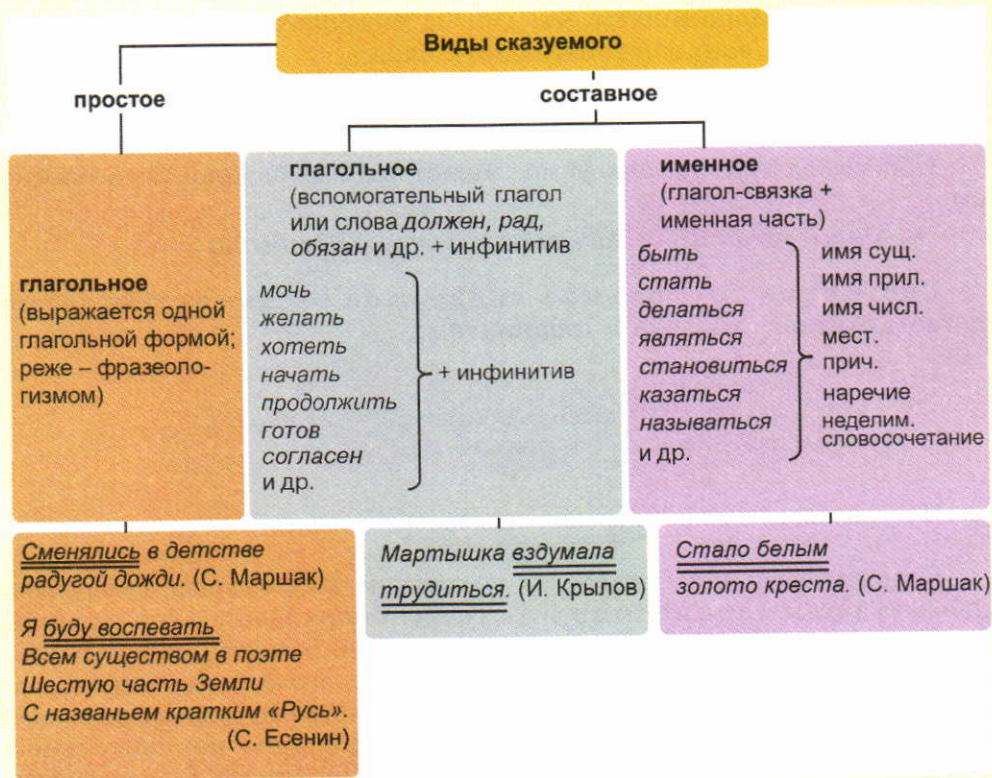 Виды сказуемого
простое
составное
глагольное
(выражается одной
глагольной формой;
реже – фразеоло-
гизмом)
глагольное
(вспомогательный глагол
или слова должен, рад,
обязан и др. + инфинитив
мочь
желать
хотеть
начать
продолжить
готов
согласен
и др.
+ инфинитив
именное
(глагол-связка +
именная часть)
быть
стать
делаться
являться
становиться
казаться
называться
и др.
имя сущ.
имя прил.
имя числ.
мест.
прич.
наречие
неделим.
словосочетание
Сменялись в детстве
радугой дожди. (С. Маршак)
Я буду воспевать
Всем существом в поэте
Шестую часть Земли
С названьем кратким «Русь».
(С. Есенин)
Мартышка вздумала
трудиться. (И. Крылов)
Стало белым
золото креста. (С. Маршак)